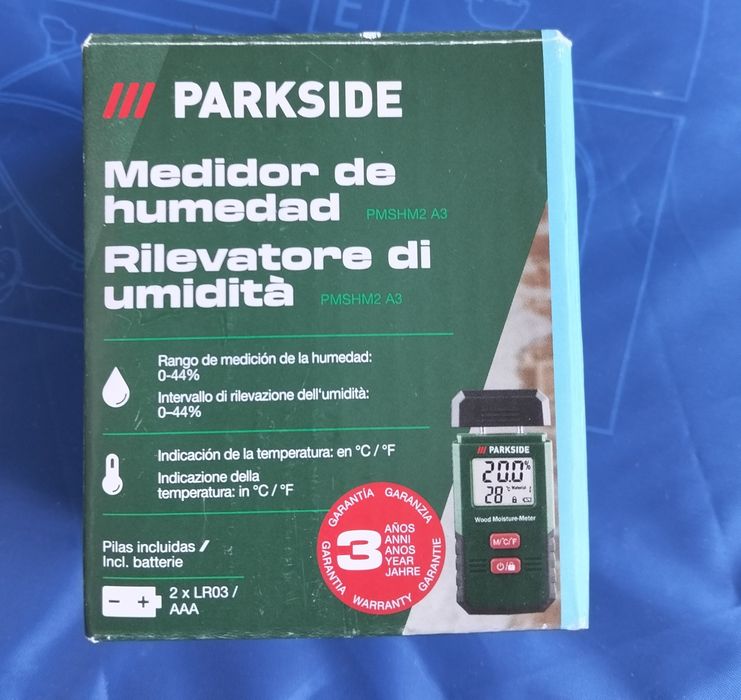 PARKSIDE
Medidor de
humedad PMSHM2 A3
Rilevatore di
umidità PMSHM2 A3
Rango de medición de la humedad:
0-44%
Intervallo di rilevazione dell'umidità:
0–44%
Indicación de la temperatura: en °C / °F
Indicazione della
temperatura: in °C / °F
Pilas incluidas /
Incl. batterie
2 x LR03 /
AAA
GARANTÍA GARANZIA
GARANTIA WARRANTY GARANTIE
3
AÑOS
ANNI
ANOS
YEAR
JAHRE
PARKSIDE
20.0%
28 °C Material 1
Wood Moisture-Meter
M/°C/°F